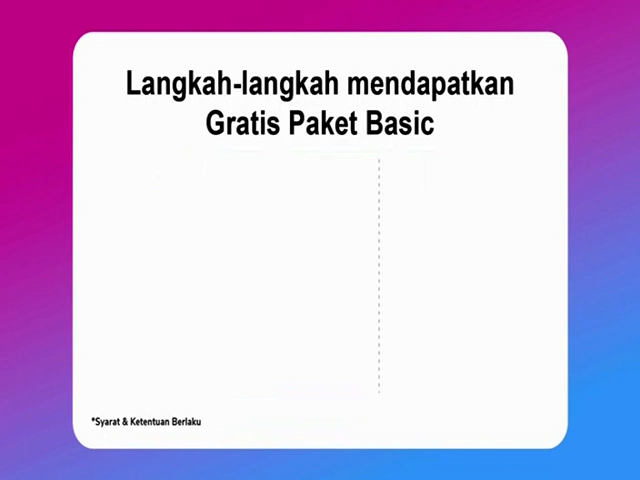 Langkah-langkah mendapatkan
Gratis Paket Basic
*Syarat & Ketentuan Berlaku